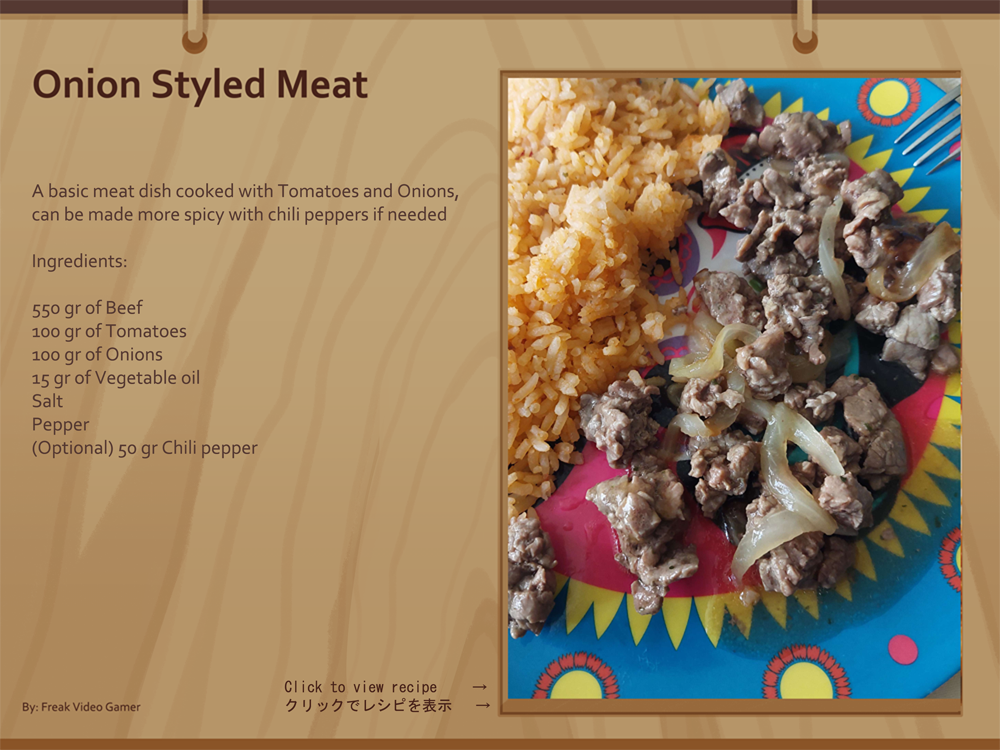 Onion Styled Meat
A basic meat dish cooked with Tomatoes and Onions,
can be made more spicy with chili peppers if needed
Ingredients:
550 gr of Beef
100 gr of Tomatoes
100 gr of Onions
15 gr of Vegetable oil
Salt
Pepper
(Optional) 50 gr Chili pepper
Click to view recipe →
クリックでレシピを表示 →
By: Freak Video Gamer